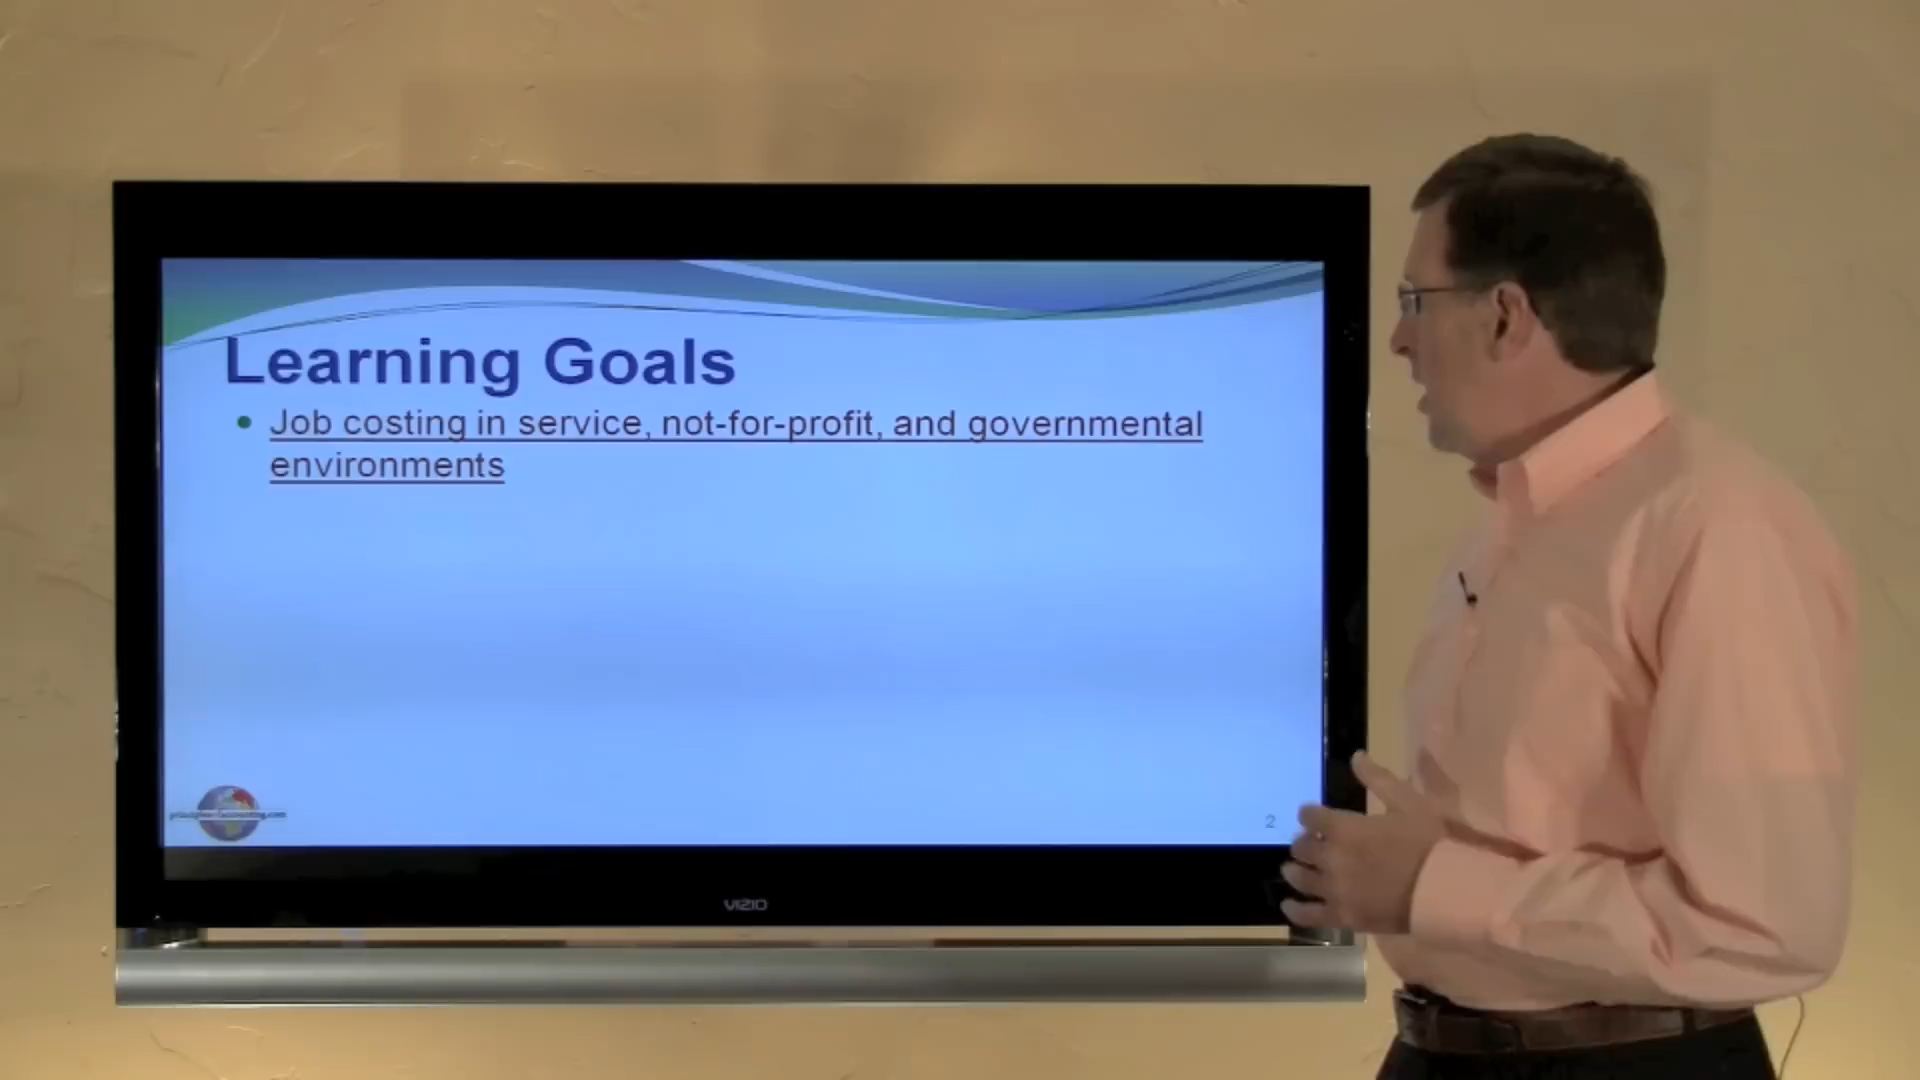 Learning Goals
Job costing in service, not-for-profit, and governmental
environments
2
VIZIO